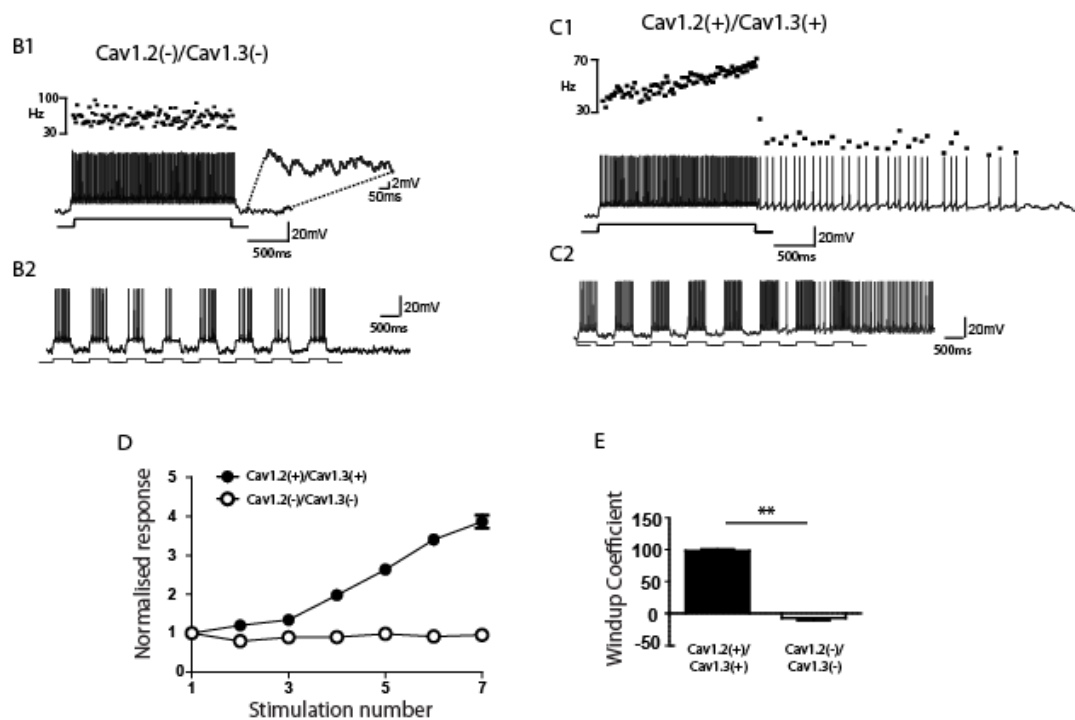 B1
Cav1.2(-)/Cav1.3(-)
100
Hz
30
2mV
50ms
20mV
500ms
B2
20mV
500ms
C1
Cav1.2(+)/Cav1.3(+)
70
Hz
30
20mV
500ms
C2
20mV
500ms
D
Cav1.2(+)/Cav1.3(+)
Cav1.2(-)/Cav1.3(-)
Normalised response
5
4
3
2
1
0
1 3 5 7
Stimulation number
E
**
Windup Coefficient
150
100
50
0
-50
Cav1.2(+)/ Cav1.2(-)/
Cav1.3(+) Cav1.3(-)